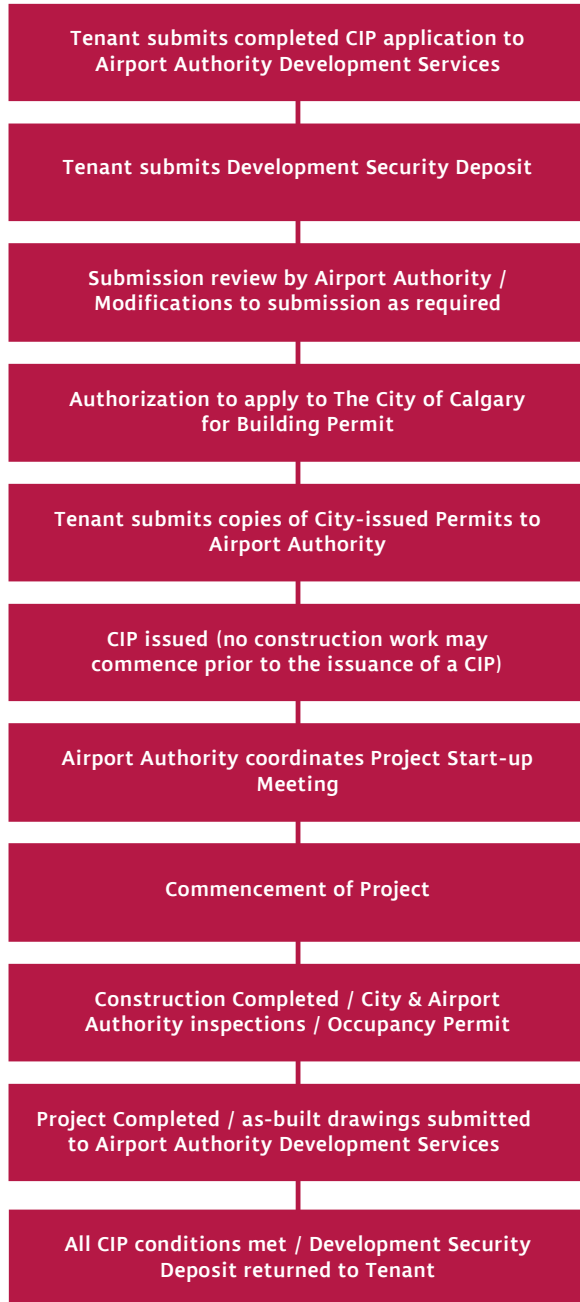 Tenant submits completed CIP application to
Airport Authority Development Services
Tenant submits Development Security Deposit
Submission review by Airport Authority /
Modifications to submission as required
Authorization to apply to The City of Calgary
for Building Permit
Tenant submits copies of City-issued Permits to
Airport Authority
CIP issued (no construction work may
commence prior to the issuance of a CIP)
Airport Authority coordinates Project Start-up
Meeting
Commencement of Project
Construction Completed / City & Airport
Authority inspections / Occupancy Permit
Project Completed / as-built drawings submitted
to Airport Authority Development Services
All CIP conditions met / Development Security
Deposit returned to Tenant